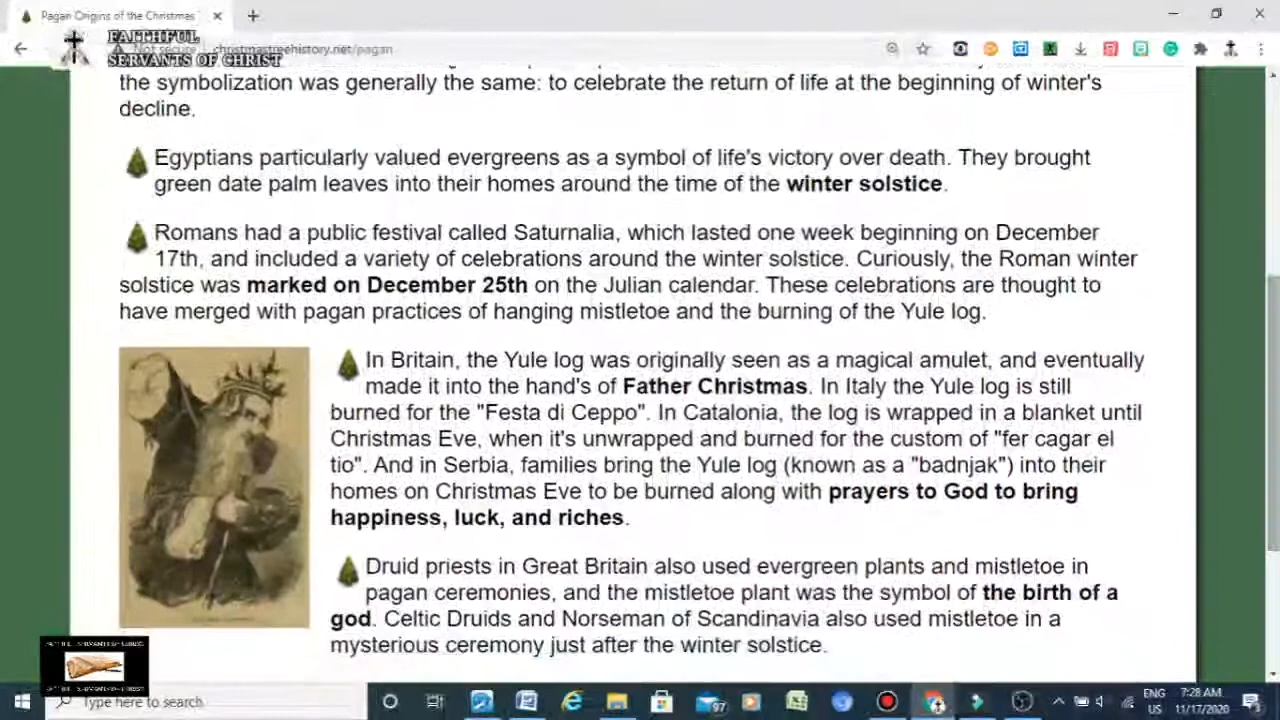 Pagan Origins of the Christmas
FAITHFUL
SERVANTS OF CHRIST
Not secure christmastreehistory.net/pagan
the symbolization was generally the same: to celebrate the return of life at the beginning of winter's
decline.
Egyptians particularly valued evergreens as a symbol of life's victory over death. They brought
green date palm leaves into their homes around the time of the winter solstice.
Romans had a public festival called Saturnalia, which lasted one week beginning on December
17th, and included a variety of celebrations around the winter solstice. Curiously, the Roman winter
solstice was marked on December 25th on the Julian calendar. These celebrations are thought to
have merged with pagan practices of hanging mistletoe and the burning of the Yule log.
In Britain, the Yule log was originally seen as a magical amulet, and eventually
made it into the hand's of Father Christmas. In Italy the Yule log is still
burned for the "Festa di Ceppo". In Catalonia, the log is wrapped in a blanket until
Christmas Eve, when it's unwrapped and burned for the custom of "fer cagar el
tio". And in Serbia, families bring the Yule log (known as a "badnjak") into their
homes on Christmas Eve to be burned along with prayers to God to bring
happiness, luck, and riches.
Druid priests in Great Britain also used evergreen plants and mistletoe in
pagan ceremonies, and the mistletoe plant was the symbol of the birth of a
god. Celtic Druids and Norseman of Scandinavia also used mistletoe in a
mysterious ceremony just after the winter solstice.
Type here to search
97
ENG
US
7:28 AM
11/17/2020
3